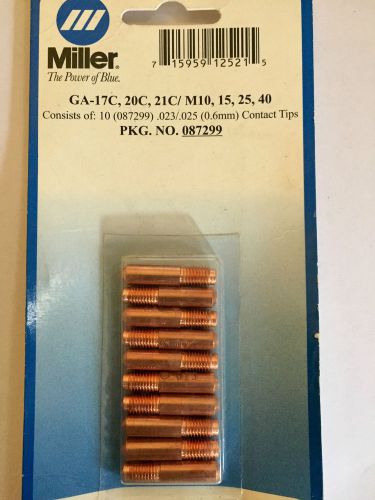 Miller
The Power of Blue.
7 15959 12521 5
GA-17C, 20C, 21C/ M10, 15, 25, 40
Consists of: 10 (087299) .023/.025 (0.6mm) Contact Tips
PKG. NO. 087299